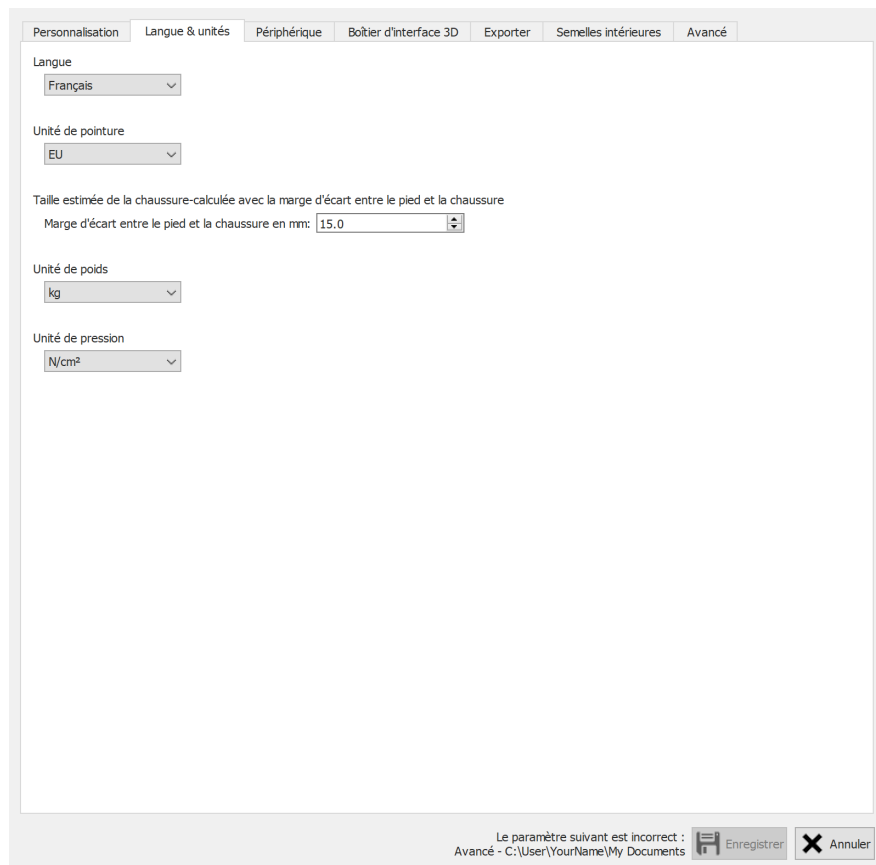 Personnalisation Langue & unités Périphérique Boîtier d'interface 3D Exporter Semelles intérieures Avancé
Langue
Français
Unité de pointure
EU
Taille estimée de la chaussure-calculée avec la marge d'écart entre le pied et la chaussure
Marge d'écart entre le pied et la chaussure en mm: 15.0
Unité de poids
kg
Unité de pression
N/cm²
Le paramètre suivant est incorrect :
Avancé - C:\User\YourName\My Documents
Enregistrer
Annuler